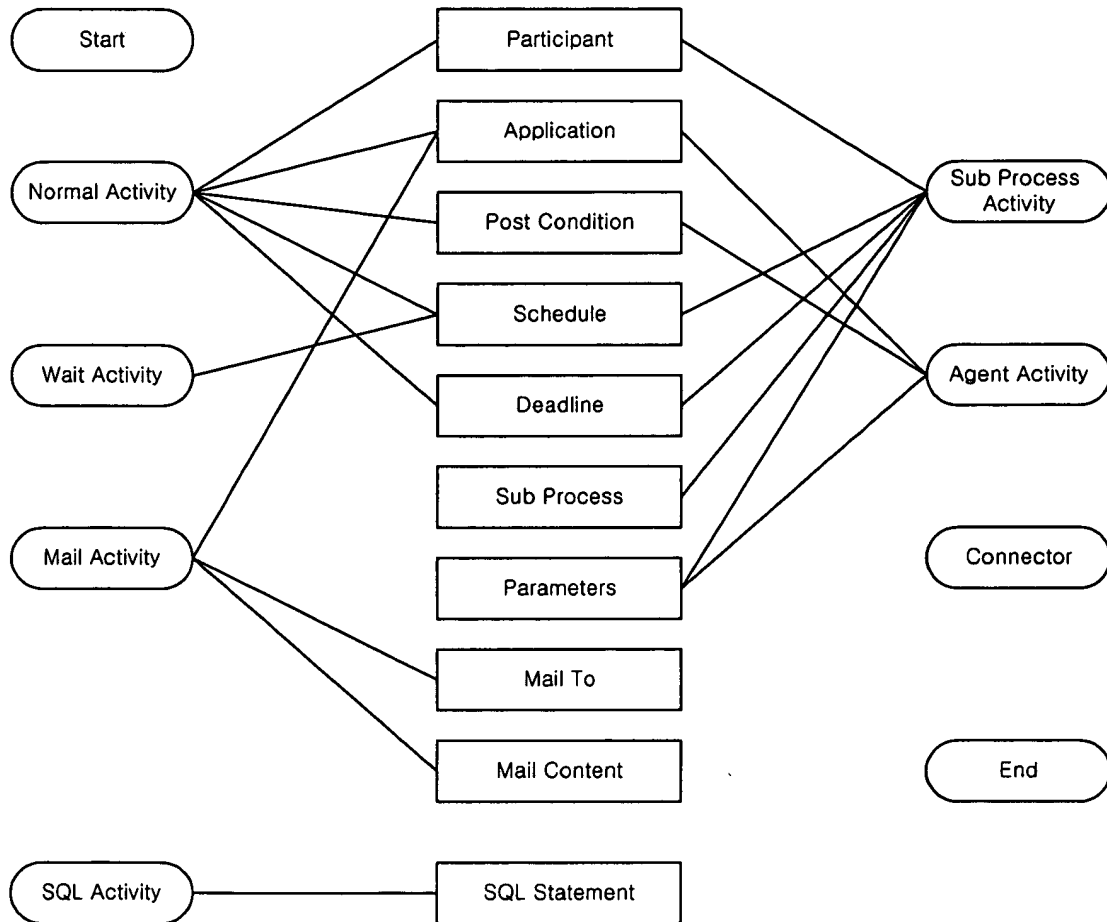 Start
Participant
Application
Normal Activity
Sub Process
Activity
Post Condition
Schedule
Wait Activity
Agent Activity
Deadline
Sub Process
Mail Activity
Connector
Parameters
Mail To
Mail Content
End
SQL Activity
SQL Statement